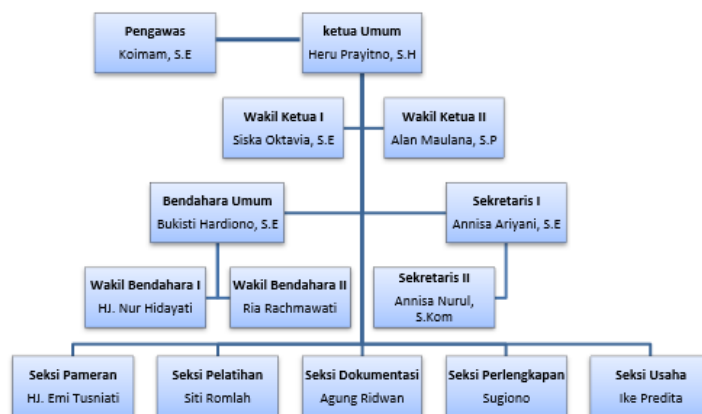 Pengawas
Koimam, S.E
ketua Umum
Heru Prayitno, S.H
Wakil Ketua I
Siska Oktavia, S.E
Wakil Ketua II
Alan Maulana, S.P
Bendahara Umum
Bukisti Hardiono, S.E
Sekretaris I
Annisa Ariyani, S.E
Wakil Bendahara I
HJ. Nur Hidayati
Wakil Bendahara II
Ria Rachmawati
Sekretaris II
Annisa Nurul,
S.Kom
Seksi Pameran
HJ. Emi Tusniati
Seksi Pelatihan
Siti Romlah
Seksi Dokumentasi
Agung Ridwan
Seksi Perlengkapan
Sugiono
Seksi Usaha
Ike Predita